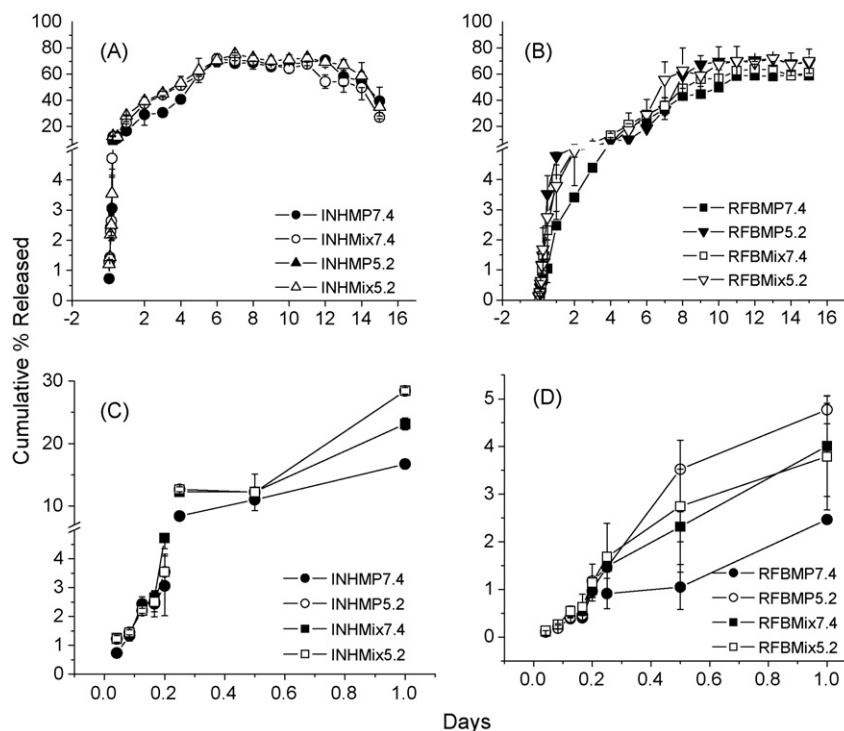 Cumulative % Released
(A)
100
80
60
40
20
5
4
3
2
1
0
-2 0 2 4 6 8 10 12 14 16
INHMP7.4
INHMix7.4
INHMP5.2
INHMix5.2
(B)
100
80
60
40
20
5
4
3
2
1
0
-2 0 2 4 6 8 10 12 14 16
RFBMP7.4
RFBMP5.2
RFBMix7.4
RFBMix5.2
(C)
30
20
10
5
4
3
2
1
0
0.0 0.2 0.4 0.6 0.8 1.0
INHMP7.4
INHMP5.2
INHMix7.4
INHMix5.2
(D)
5
4
3
2
1
0
0.0 0.2 0.4 0.6 0.8 1.0
RFBMP7.4
RFBMP5.2
RFBMix7.4
RFBMix5.2
Days